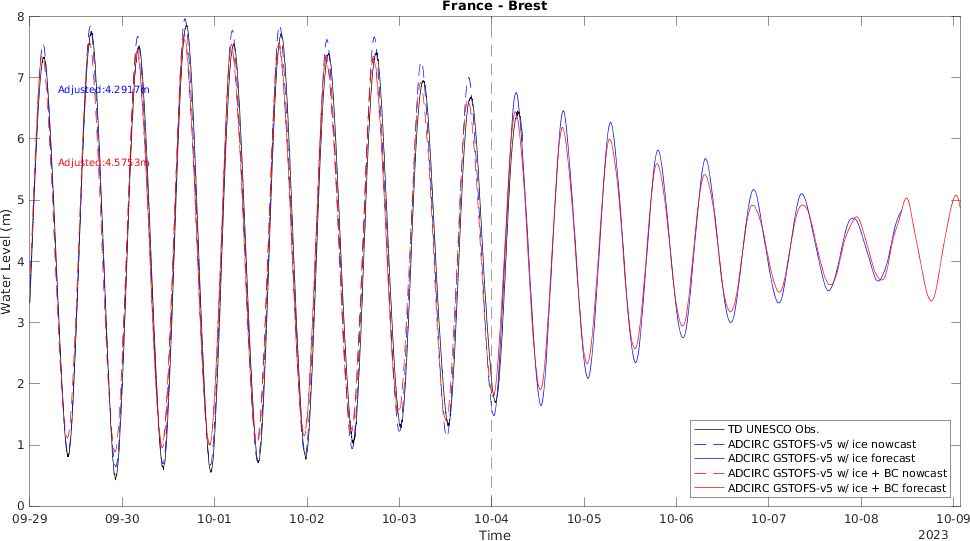 France - Brest
8
7
6
5
4
3
2
1
0
Water Level (m)
Adjusted:4.2917m
Adjusted:4.5753m
TD UNESCO Obs.
ADCIRC GSTOFS-v5 w/ ice nowcast
ADCIRC GSTOFS-v5 w/ ice forecast
ADCIRC GSTOFS-v5 w/ ice + BC nowcast
ADCIRC GSTOFS-v5 w/ ice + BC forecast
09-29 09-30 10-01 10-02 10-03 10-04 10-05 10-06 10-07 10-08 10-09
Time
2023